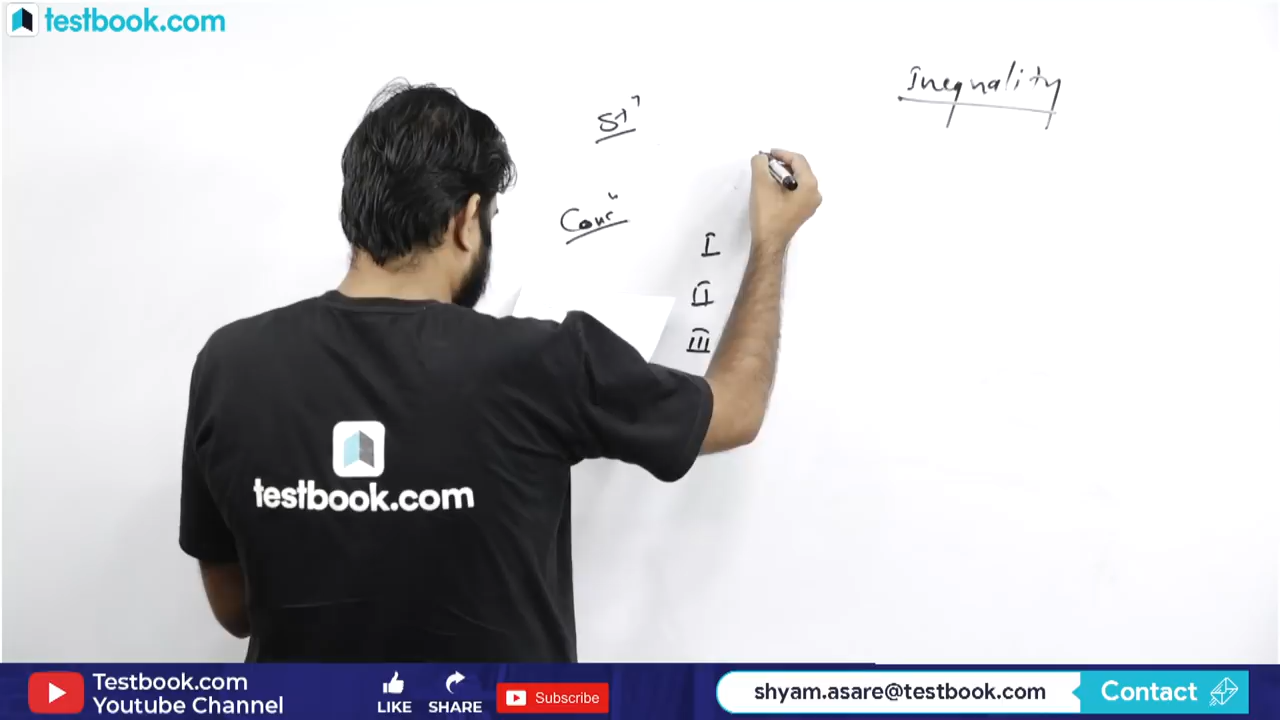 testbook.com
Inequality
St"
Conc"
I
II
III
testbook.com
Testbook.com
Youtube Channel
LIKE
SHARE
Subscribe
shyam.asare@testbook.com
Contact